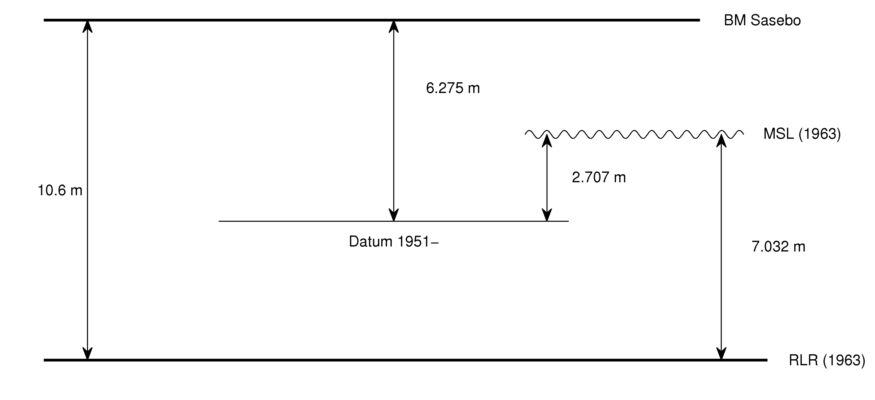 BM Sasebo
6.275 m
MSL (1963)
2.707 m
10.6 m
Datum 1951–
7.032 m
RLR (1963)